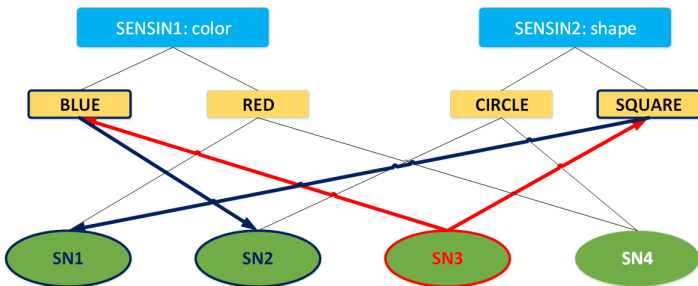 SENSIN1: color
SENSIN2: shape
BLUE
RED
CIRCLE
SQUARE
SN1
SN2
SN3
SN4